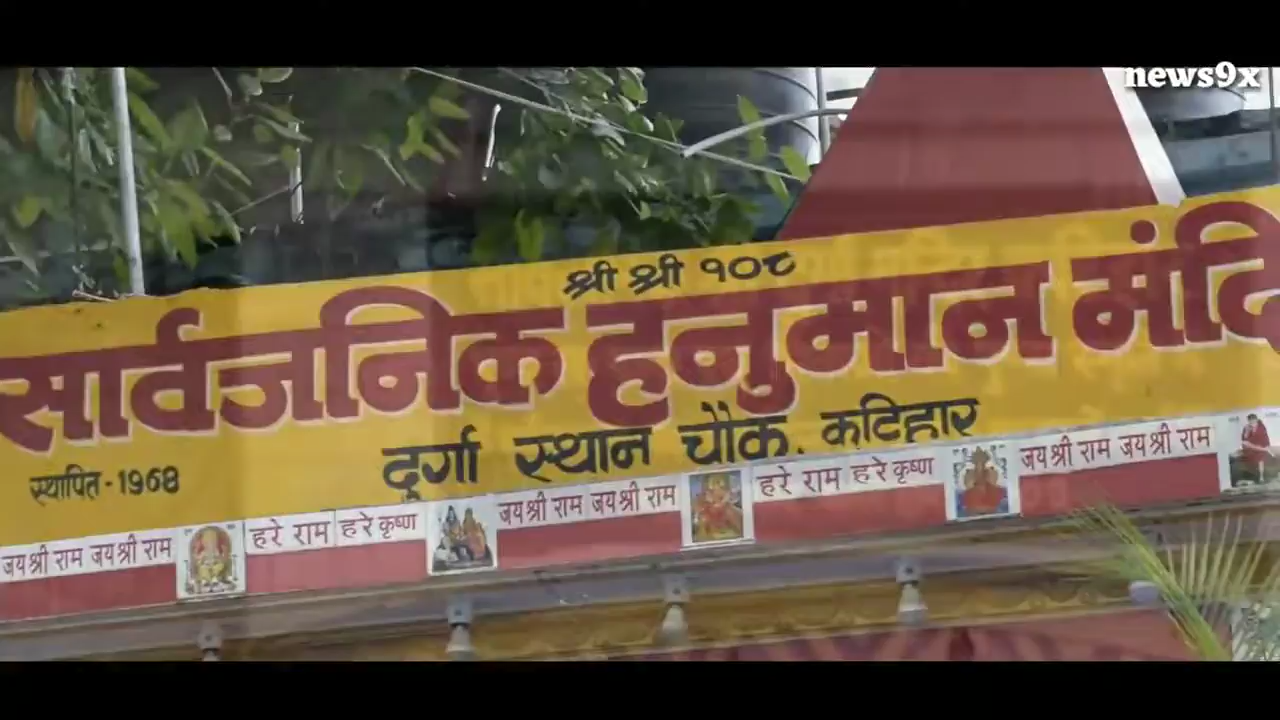 news9x
श्री श्री १०८
सार्वजनिक हनुमान मंदि
दुर्गा स्थान चौक, कटिहार
स्थापित - 1968
जय श्री राम जय श्री राम हरे राम हरे कृष्ण जय श्री राम जय श्री राम हरे राम हरे कृष्ण जय श्री राम जय श्री राम